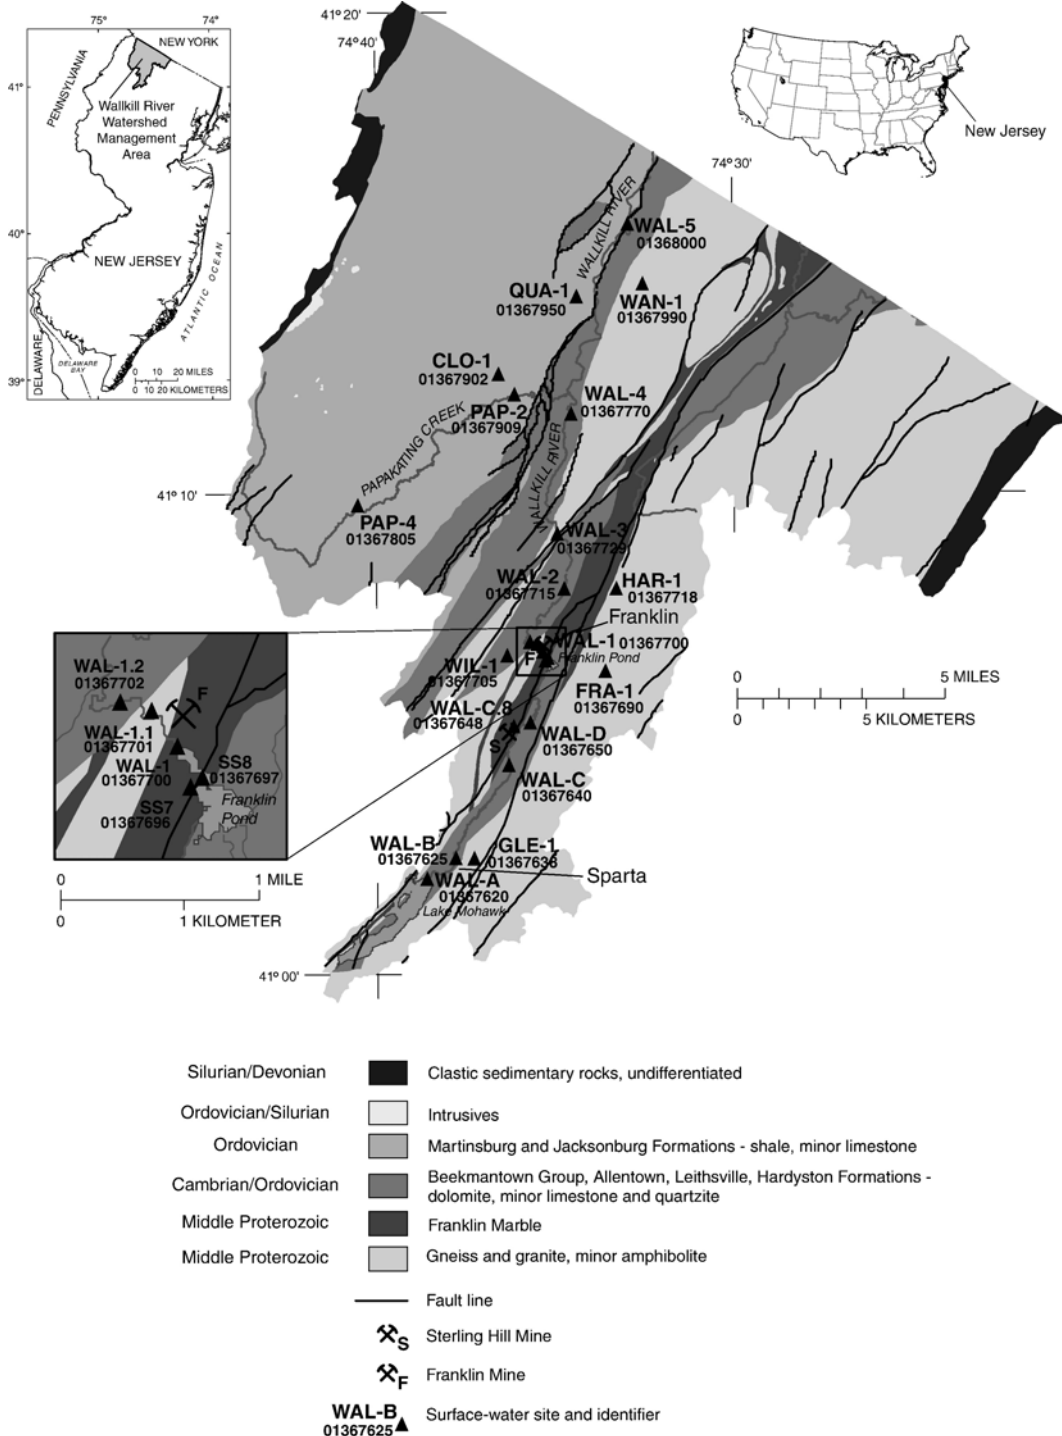 75°
74°
NEW YORK
PENNSYLVANIA
41°
Wallkill River
Watershed
Management
Area
40°
NEW JERSEY
ATLANTIC OCEAN
DELAWARE
DELAWARE
BAY
39°
0 10 20 MILES
0 10 20 KILOMETERS
41° 20'
74° 40'
New Jersey
74° 30'
WALLKILL RIVER
WAL-5
01368000
QUA-1
01367950
WAN-1
01367990
CLO-1
01367902
PAP-2
01367909
WAL-4
01367770
PAPAKATING CREEK
WALLKILL RIVER
41° 10'
PAP-4
01367805
WAL-3
01367729
WAL-2
01367715
HAR-1
01367718
Franklin
WAL-1 01367700
F
Franklin Pond
WIL-1
01367705
FRA-1
01367690
WAL-C.8
01367648
S
WAL-D
01367650
WAL-C
01367640
0 5 MILES
0 5 KILOMETERS
WAL-1.2
01367702
F
WAL-1.1
01367701
WAL-1
01367700
SS8
01367697
SS7
01367696
Franklin
Pond
0 1 MILE
0 1 KILOMETER
WAL-B
01367625
GLE-1
01367638
Sparta
WAL-A
01367620
Lake Mohawk
41° 00'
Silurian/Devonian Clastic sedimentary rocks, undifferentiated
Ordovician/Silurian Intrusives
Ordovician Martinsburg and Jacksonburg Formations - shale, minor limestone
Cambrian/Ordovician Beekmantown Group, Allentown, Leithsville, Hardyston Formations -
dolomite, minor limestone and quartzite
Middle Proterozoic Franklin Marble
Middle Proterozoic Gneiss and granite, minor amphibolite
Fault line
S Sterling Hill Mine
F Franklin Mine
WAL-B
01367625 Surface-water site and identifier